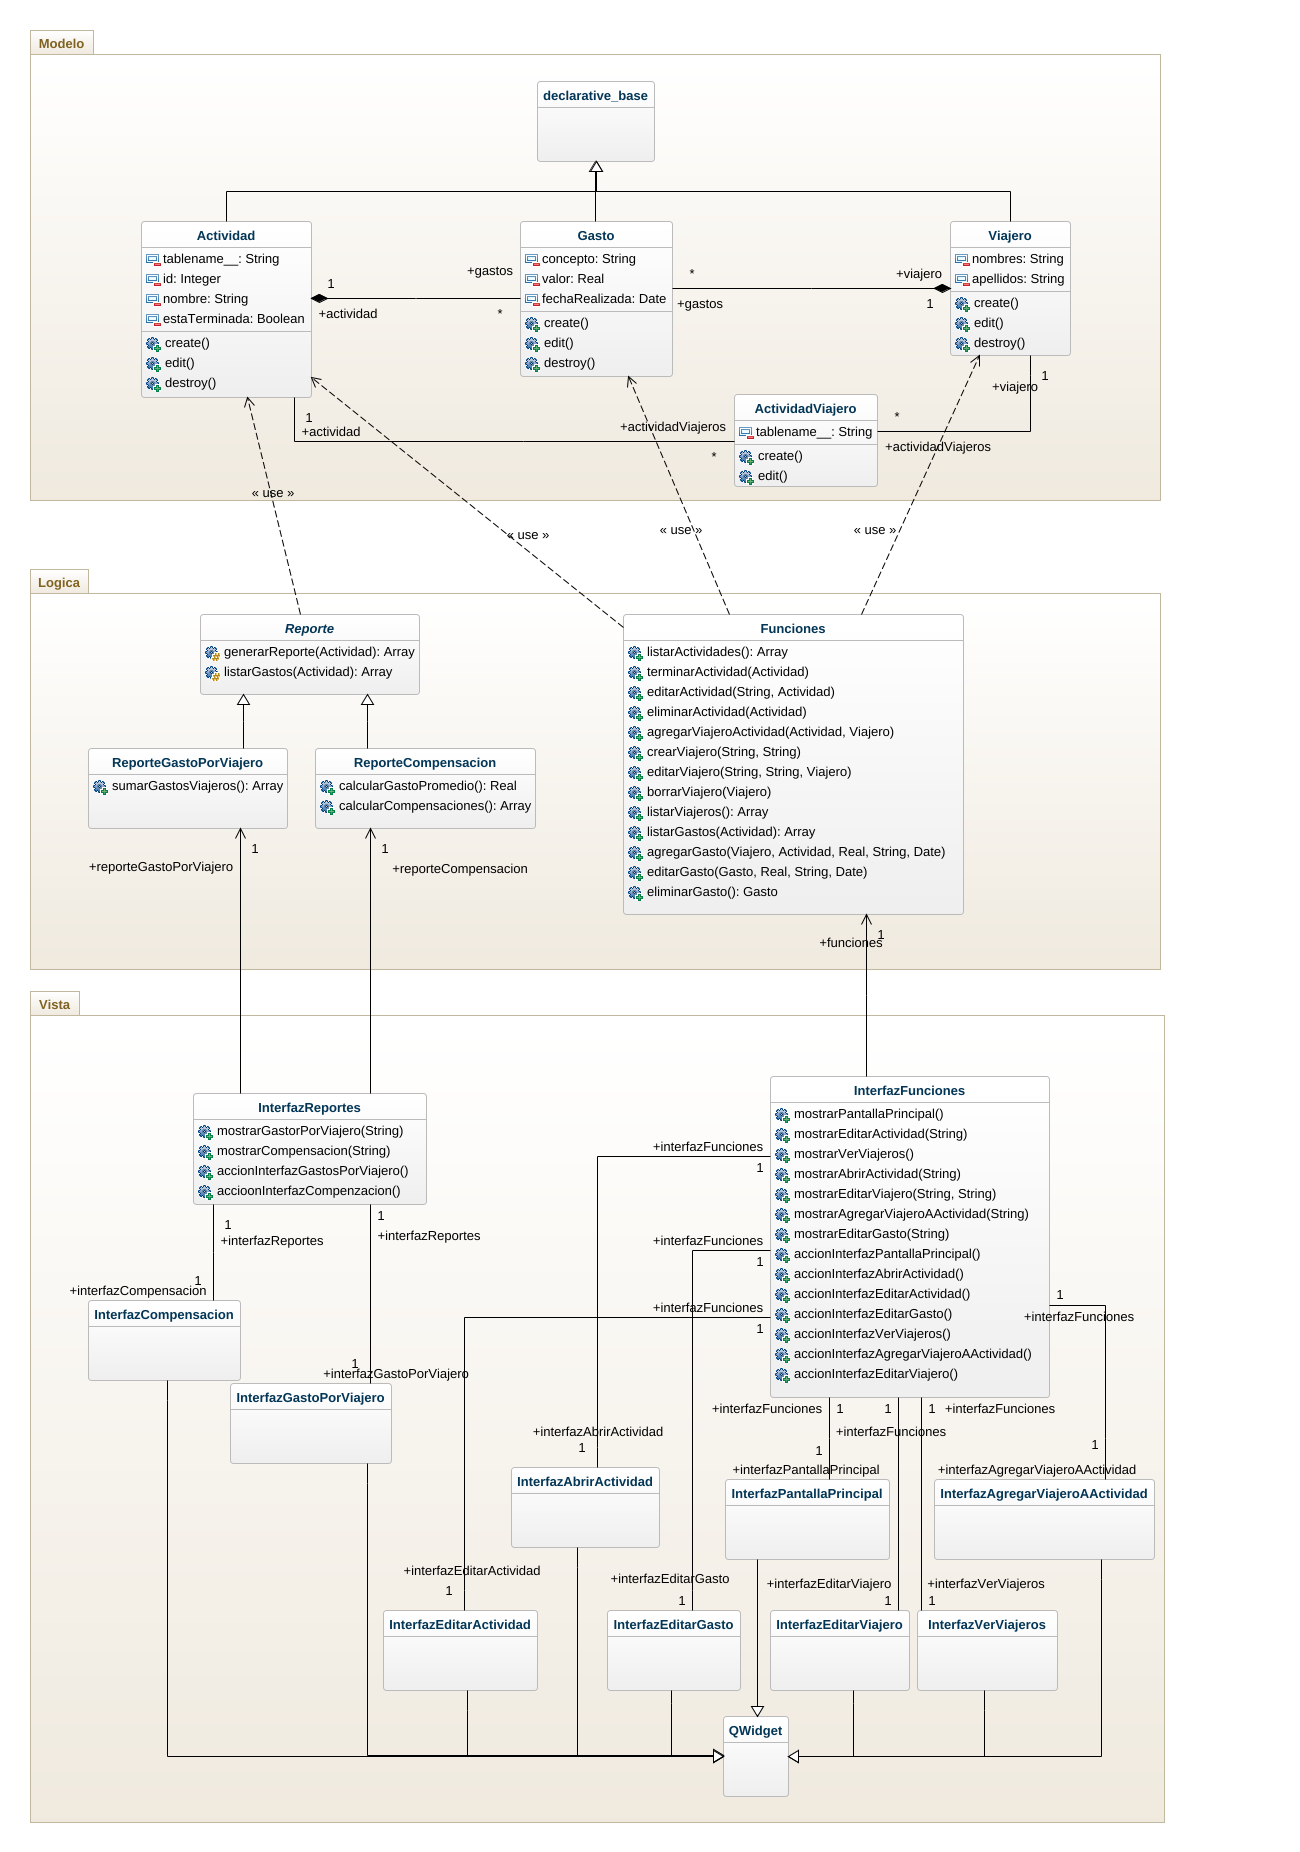 Modelo
declarative_base
Actividad
tablename__: String
id: Integer
nombre: String
estaTerminada: Boolean
create()
edit()
destroy()
1
+actividad
+gastos
*
Gasto
concepto: String
valor: Real
fechaRealizada: Date
create()
edit()
destroy()
*
+gastos
+viajero
1
Viajero
nombres: String
apellidos: String
create()
edit()
destroy()
1
+viajero
1
+actividad
+actividadViajeros
*
ActividadViajero
tablename__: String
create()
edit()
*
+actividadViajeros
« use »
« use »
« use »
« use »
Logica
Reporte
generarReporte(Actividad): Array
listarGastos(Actividad): Array
ReporteGastoPorViajero
sumarGastosViajeros(): Array
ReporteCompensacion
calcularGastoPromedio(): Real
calcularCompensaciones(): Array
1
+reporteGastoPorViajero
1
+reporteCompensacion
Funciones
listarActividades(): Array
terminarActividad(Actividad)
editarActividad(String, Actividad)
eliminarActividad(Actividad)
agregarViajeroActividad(Actividad, Viajero)
crearViajero(String, String)
editarViajero(String, String, Viajero)
borrarViajero(Viajero)
listarViajeros(): Array
listarGastos(Actividad): Array
agregarGasto(Viajero, Actividad, Real, String, Date)
editarGasto(Gasto, Real, String, Date)
eliminarGasto(): Gasto
1
+funciones
Vista
InterfazReportes
mostrarGastorPorViajero(String)
mostrarCompensacion(String)
accionInterfazGastosPorViajero()
accioonInterfazCompenzacion()
1
+interfazReportes
1
+interfazReportes
1
+interfazCompensacion
InterfazCompensacion
1
+interfazGastoPorViajero
InterfazGastoPorViajero
InterfazFunciones
mostrarPantallaPrincipal()
mostrarEditarActividad(String)
mostrarVerViajeros()
mostrarAbrirActividad(String)
mostrarEditarViajero(String, String)
mostrarAgregarViajeroAActividad(String)
mostrarEditarGasto(String)
accionInterfazPantallaPrincipal()
accionInterfazAbrirActividad()
accionInterfazEditarActividad()
accionInterfazEditarGasto()
accionInterfazVerViajeros()
accionInterfazAgregarViajeroAActividad()
accionInterfazEditarViajero()
+interfazFunciones
1
+interfazFunciones
1
+interfazFunciones
1
1
+interfazFunciones
+interfazFunciones
1
1
+interfazFunciones
1
+interfazFunciones
+interfazAbrirActividad
1
InterfazAbrirActividad
1
+interfazPantallaPrincipal
InterfazPantallaPrincipal
1
+interfazAgregarViajeroAActividad
InterfazAgregarViajeroAActividad
+interfazEditarActividad
1
InterfazEditarActividad
+interfazEditarGasto
1
InterfazEditarGasto
+interfazEditarViajero
1
InterfazEditarViajero
+interfazVerViajeros
1
InterfazVerViajeros
QWidget